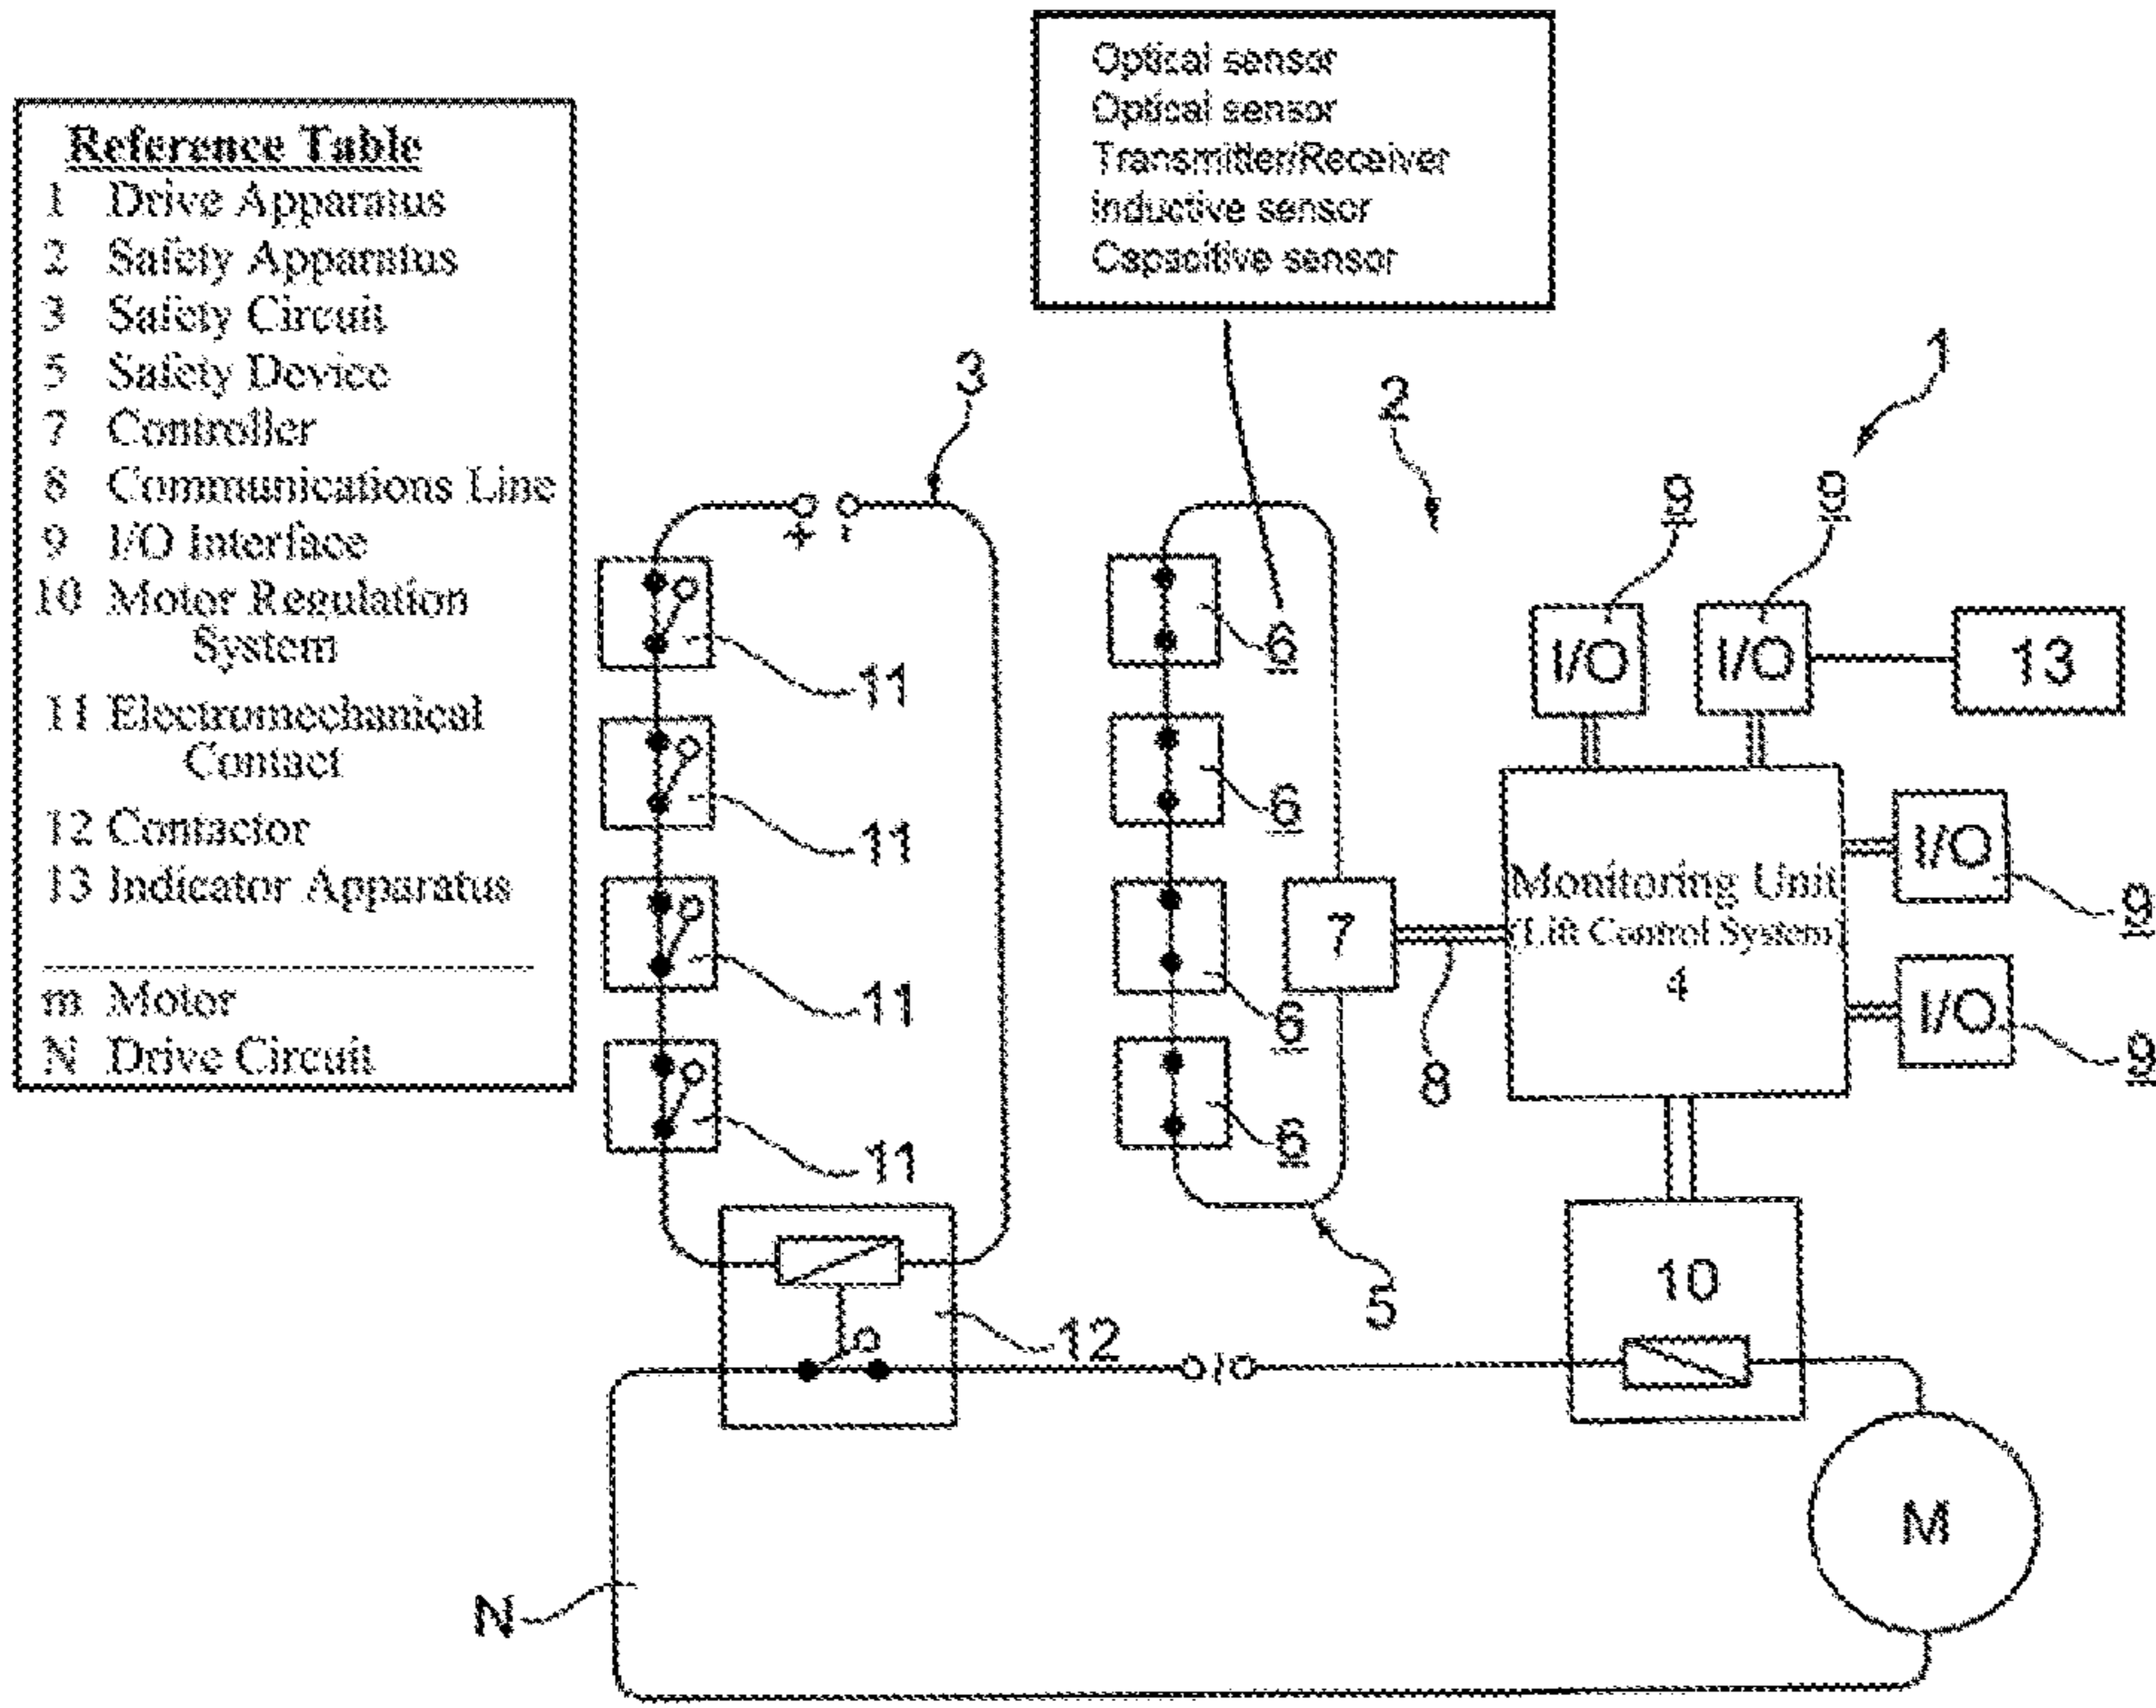 Reference Table
1 Drive Apparatus
2 Safety Apparatus
3 Safety Circuit
5 Safety Device
7 Controller
8 Communications Line
9 I/O Interface
10 Motor Regulation
System
11 Electromechanical
Contact
12 Contactor
13 Indicator Apparatus
m Motor
N Drive Circuit
Optical sensor
Optical sensor
Transmitter/Receiver
Inductive sensor
Capacitive sensor
3
2
1
9
9
+
-
I/O
I/O
13
11
11
11
11
6
6
6
6
7
8
Monitoring Unit
(Lift Control System)
4
I/O
9
I/O
9
5
12
~
10
M
N